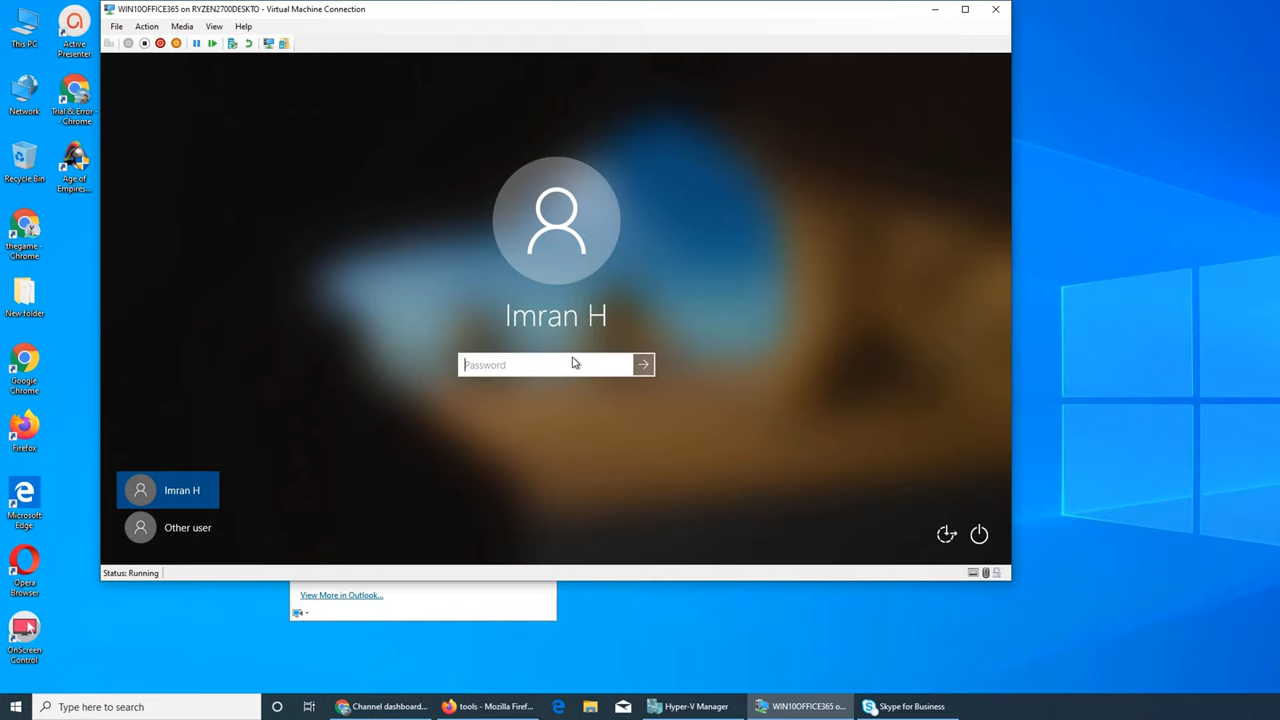 WIN10OFFICE365 on RYZEN2700DESKTO - Virtual Machine Connection
File Action Media View Help
This PC
Active Presenter
Network
Trial & Error - Chrome
Recycle Bin
Age of Empires...
thegame - Chrome
New folder
Google Chrome
Firefox
Microsoft Edge
Opera Browser
OnScreen Control
Imran H
Password
Imran H
Other user
Status: Running
View More in Outlook...
Type here to search
Channel dashboard...
tools - Mozilla Firef...
Hyper-V Manager
WIN10OFFICE365 o...
Skype for Business